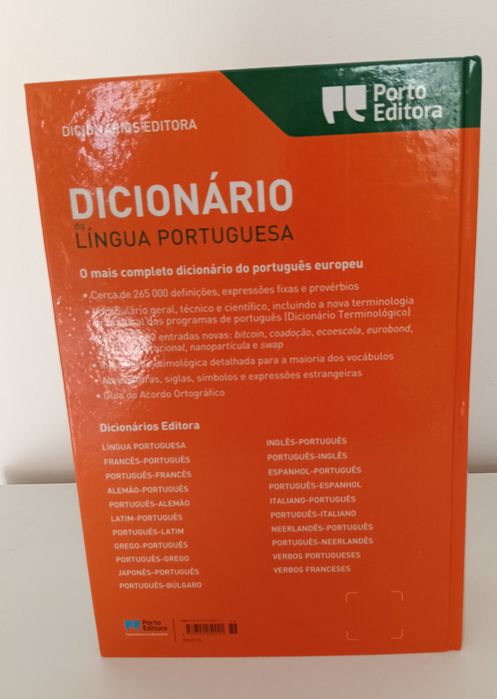 Porto
Editora
DICIONÁRIOS EDITORA
DICIONÁRIO
da
LÍNGUA PORTUGUESA
O mais completo dicionário do português europeu
• Cerca de 265 000 definições, expressões fixas e provérbios
• Vocabulário geral, técnico e científico, incluindo a nova terminologia
dos programas de português (Dicionário Terminológico)
entradas novas: bitcoin, coadoção, ecoescola, eurobond,
nanopartícula e swap
detalhada para a maioria dos vocábulos
• Abreviaturas, siglas, símbolos e expressões estrangeiras
• Guia do Acordo Ortográfico
Dicionários Editora
LÍNGUA PORTUGUESA
FRANCÊS-PORTUGUÊS
PORTUGUÊS-FRANCÊS
ALEMÃO-PORTUGUÊS
PORTUGUÊS-ALEMÃO
LATIM-PORTUGUÊS
PORTUGUÊS-LATIM
GREGO-PORTUGUÊS
PORTUGUÊS-GREGO
JAPONÊS-PORTUGUÊS
PORTUGUÊS-BÚLGARO
INGLÊS-PORTUGUÊS
PORTUGUÊS-INGLÊS
ESPANHOL-PORTUGUÊS
PORTUGUÊS-ESPANHOL
ITALIANO-PORTUGUÊS
PORTUGUÊS-ITALIANO
NEERLANDÊS-PORTUGUÊS
PORTUGUÊS-NEERLANDÊS
VERBOS PORTUGUESES
VERBOS FRANCESES
Porto
Editora